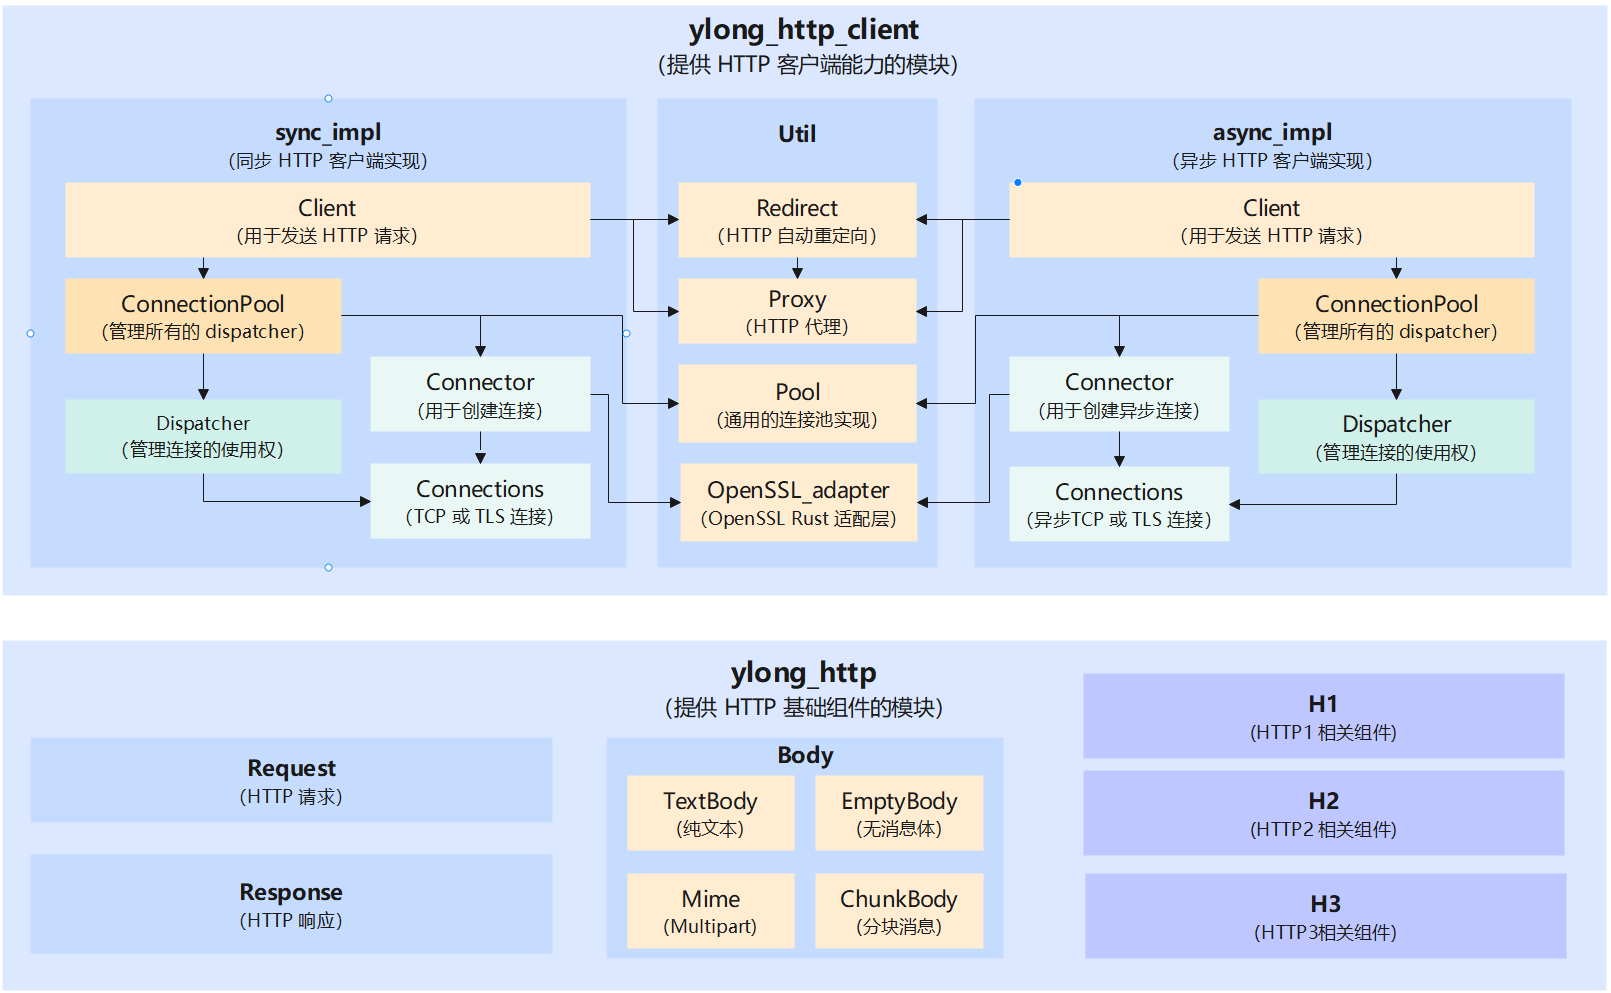 ylong_http_client
（提供 HTTP 客户端能力的模块）
sync_impl
（同步 HTTP 客户端实现）
Client
（用于发送 HTTP 请求）
ConnectionPool
（管理所有的 dispatcher）
Connector
（用于创建连接）
Dispatcher
（管理连接的使用权）
Connections
（TCP 或 TLS 连接）
Util
Redirect
（HTTP 自动重定向）
Proxy
（HTTP 代理）
Pool
（通用的连接池实现）
OpenSSL_adapter
（OpenSSL Rust 适配层）
async_impl
（异步 HTTP 客户端实现）
Client
（用于发送 HTTP 请求）
ConnectionPool
（管理所有的 dispatcher）
Connector
（用于创建异步连接）
Dispatcher
（管理连接的使用权）
Connections
（异步TCP 或 TLS 连接）
ylong_http
（提供 HTTP 基础组件的模块）
Request
（HTTP 请求）
Response
（HTTP 响应）
Body
TextBody
（纯文本）
EmptyBody
（无消息体）
Mime
（Multipart）
ChunkBody
（分块消息）
H1
（HTTP1 相关组件）
H2
（HTTP2 相关组件）
H3
（HTTP3相关组件）